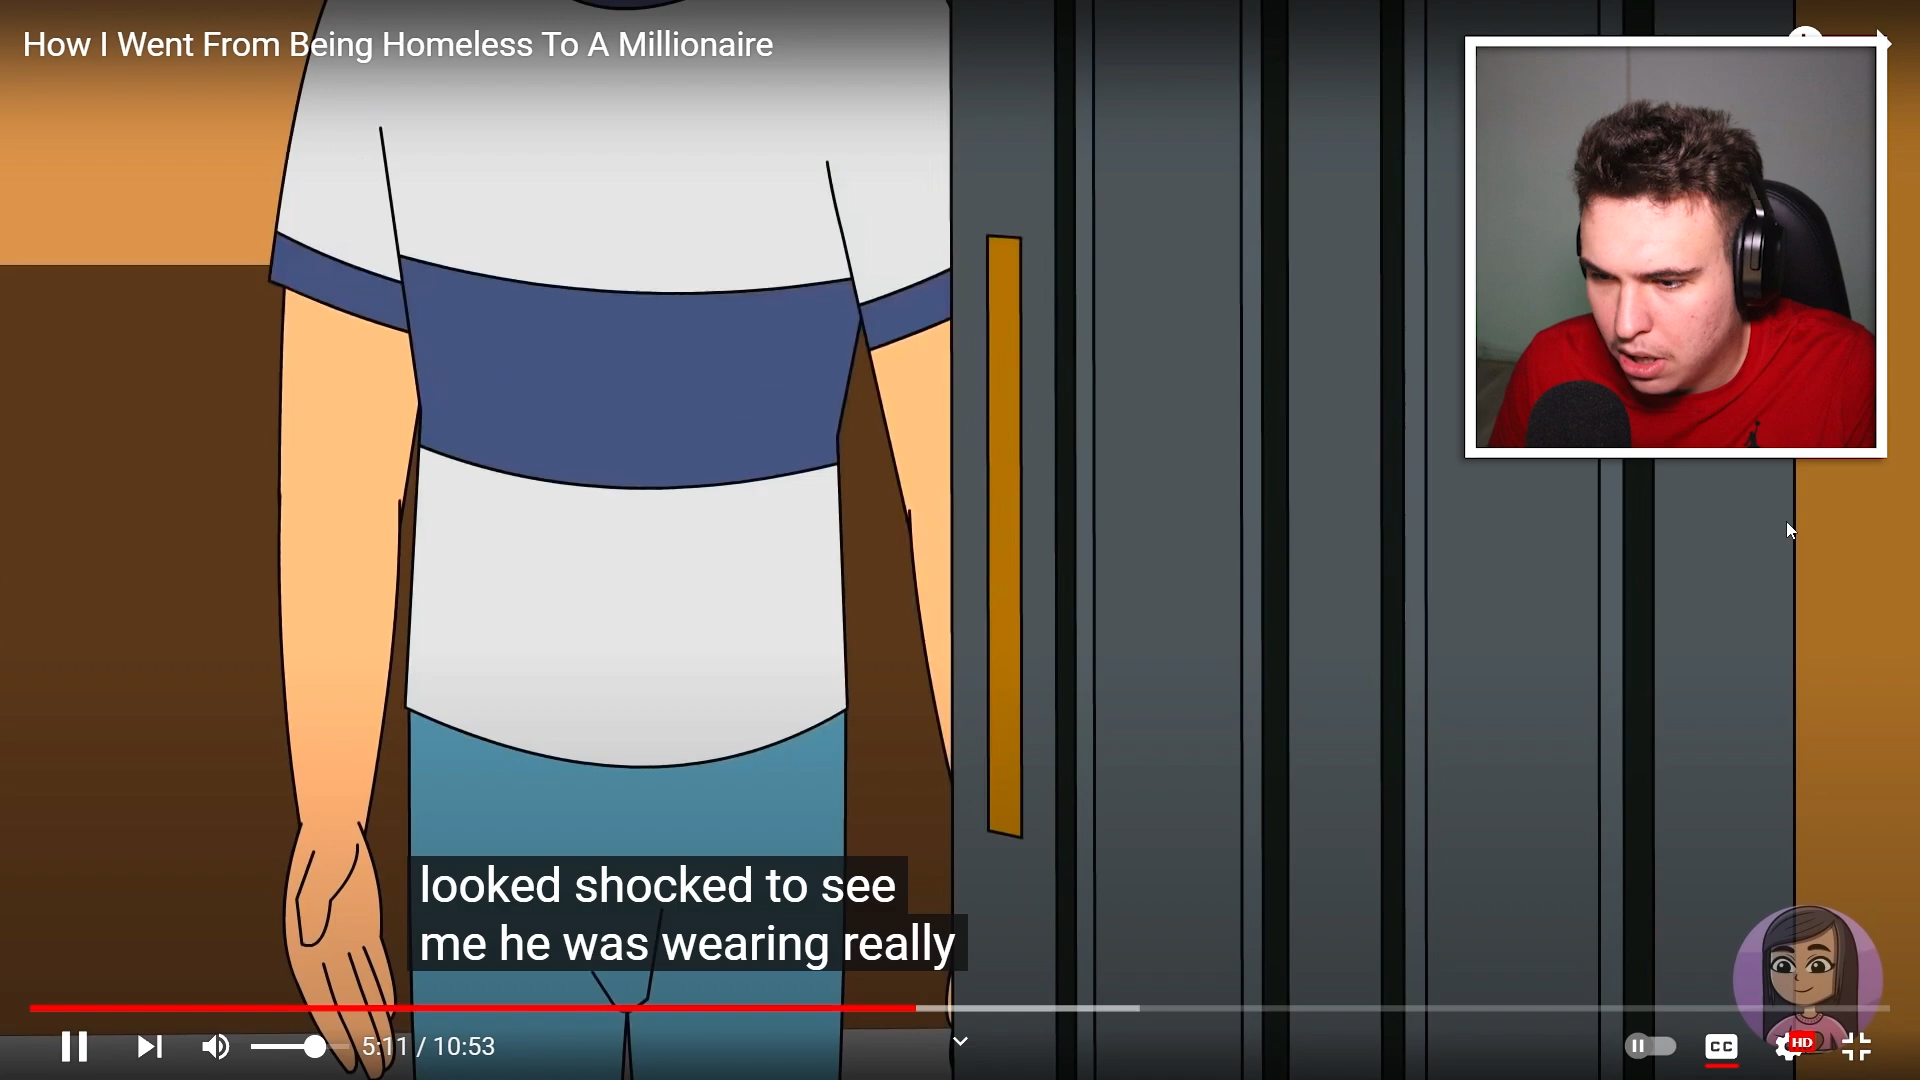 How I Went From Being Homeless To A Millionaire
looked shocked to see
me he was wearing really
5:11 / 10:53
CC
HD